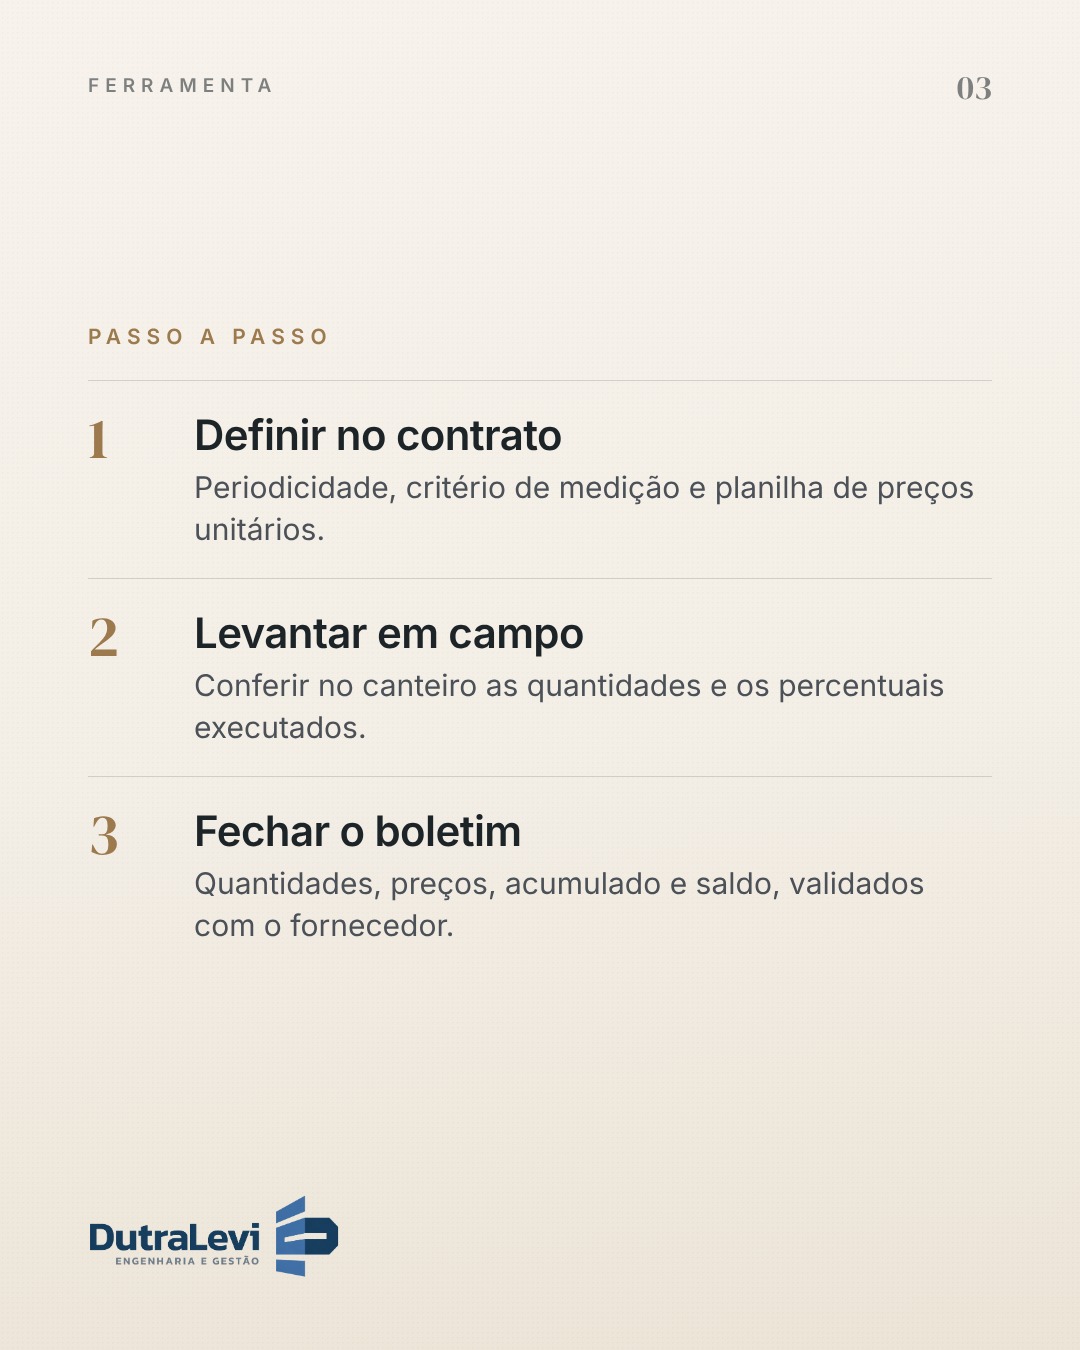 FERRAMENTA
03
PASSO A PASSO
1
Definir no contrato
Periodicidade, critério de medição e planilha de preços
unitários.
2
Levantar em campo
Conferir no canteiro as quantidades e os percentuais
executados.
3
Fechar o boletim
Quantidades, preços, acumulado e saldo, validados
com o fornecedor.
DutraLevi
ENGENHARIA E GESTÃO